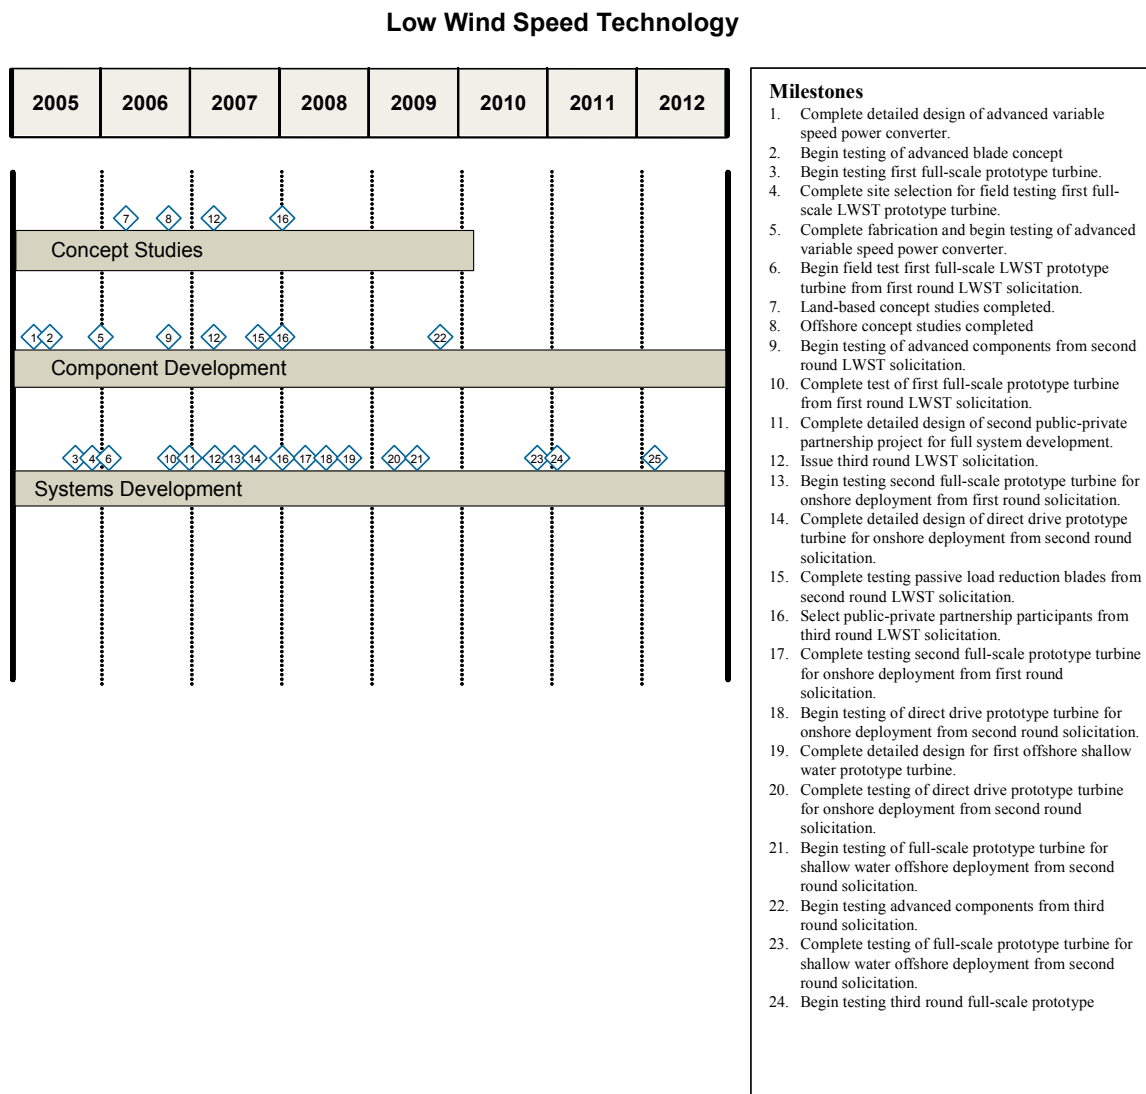 Low Wind Speed Technology
2005 2006 2007 2008 2009 2010 2011 2012
7 8 12 16
Concept Studies
1 2 5 9 12 15 16 22
Component Development
3 4 6 10 11 12 13 14 16 17 18 19 20 21 23 24 25
Systems Development
Milestones
1. Complete detailed design of advanced variable
speed power converter.
2. Begin testing of advanced blade concept
3. Begin testing first full-scale prototype turbine.
4. Complete site selection for field testing first full-
scale LWST prototype turbine.
5. Complete fabrication and begin testing of advanced
variable speed power converter.
6. Begin field test first full-scale LWST prototype
turbine from first round LWST solicitation.
7. Land-based concept studies completed.
8. Offshore concept studies completed
9. Begin testing of advanced components from second
round LWST solicitation.
10. Complete test of first full-scale prototype turbine
from first round LWST solicitation.
11. Complete detailed design of second public-private
partnership project for full system development.
12. Issue third round LWST solicitation.
13. Begin testing second full-scale prototype turbine for
onshore deployment from first round solicitation.
14. Complete detailed design of direct drive prototype
turbine for onshore deployment from second round
solicitation.
15. Complete testing passive load reduction blades from
second round LWST solicitation.
16. Select public-private partnership participants from
third round LWST solicitation.
17. Complete testing second full-scale prototype turbine
for onshore deployment from first round
solicitation.
18. Begin testing of direct drive prototype turbine for
onshore deployment from second round solicitation.
19. Complete detailed design for first offshore shallow
water prototype turbine.
20. Complete testing of direct drive prototype turbine
for onshore deployment from second round
solicitation.
21. Begin testing of full-scale prototype turbine for
shallow water offshore deployment from second
round solicitation.
22. Begin testing advanced components from third
round solicitation.
23. Complete testing of full-scale prototype turbine for
shallow water offshore deployment from second
round solicitation.
24. Begin testing third round full-scale prototype